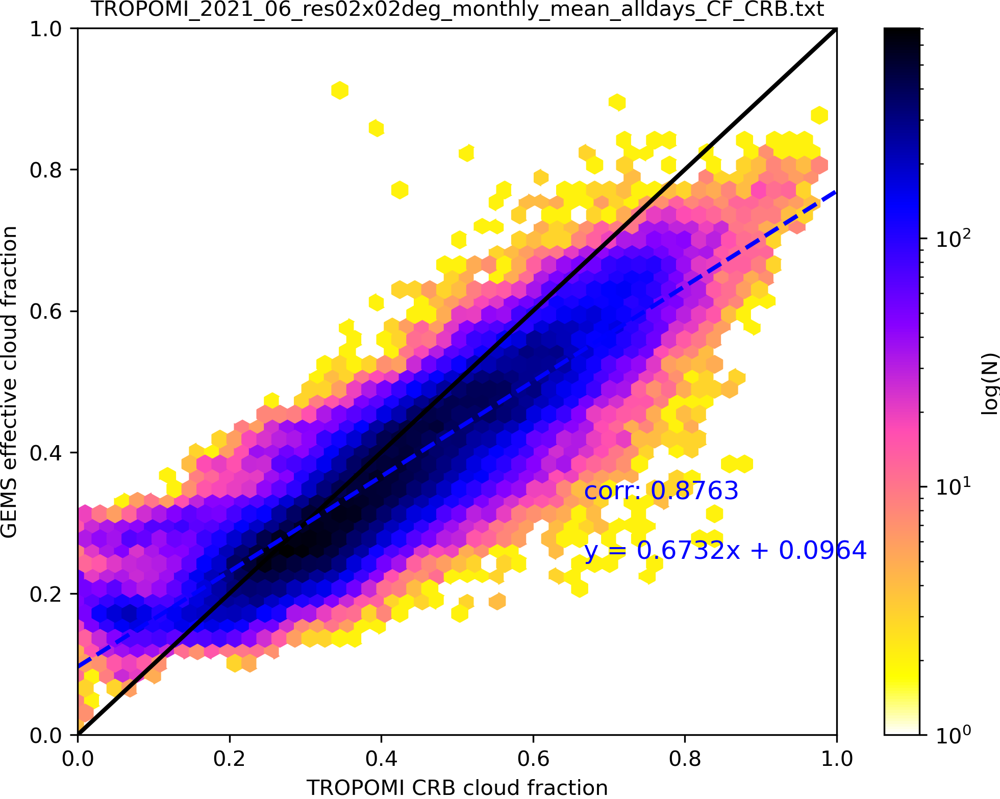 TROPOMI_2021_06_res02x02deg_monthly_mean_alldays_CF_CRB.txt
1.0
0.8
0.6
0.4
0.2
0.0
GEMS effective cloud fraction
corr: 0.8763
y = 0.6732x + 0.0964
0.0 0.2 0.4 0.6 0.8 1.0
TROPOMI CRB cloud fraction
10²
10¹
10⁰
log(N)